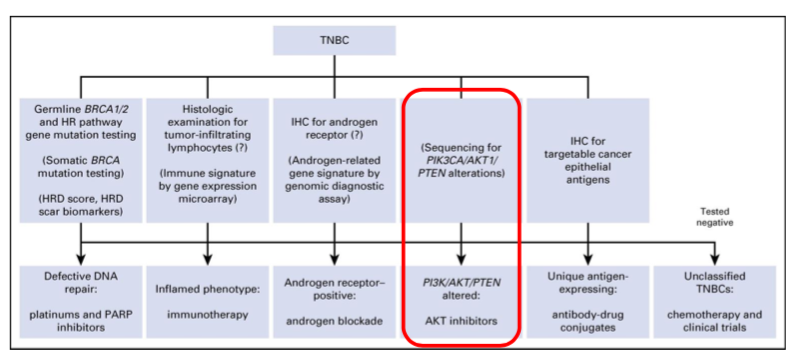 TNBC
Germline BRCA1/2
and HR pathway
gene mutation testing
(Somatic BRCA
mutation testing)
(HRD score, HRD
scar biomarkers)
Histologic
examination for
tumor-infiltrating
lymphocytes (?)
(Immune signature
by gene expression
microarray)
IHC for androgen
receptor (?)
(Androgen-related
gene signature by
genomic diagnostic
assay)
(Sequencing for
PIK3CA/AKT1/
PTEN alterations)
IHC for
targetable cancer
epithelial
antigens
Tested
negative
Defective DNA
repair:
platinums and PARP
inhibitors
Inflamed phenotype:
immunotherapy
Androgen receptor–
positive:
androgen blockade
PI3K/AKT/PTEN
altered:
AKT inhibitors
Unique antigen-
expressing:
antibody-drug
conjugates
Unclassified
TNBCs:
chemotherapy and
clinical trials